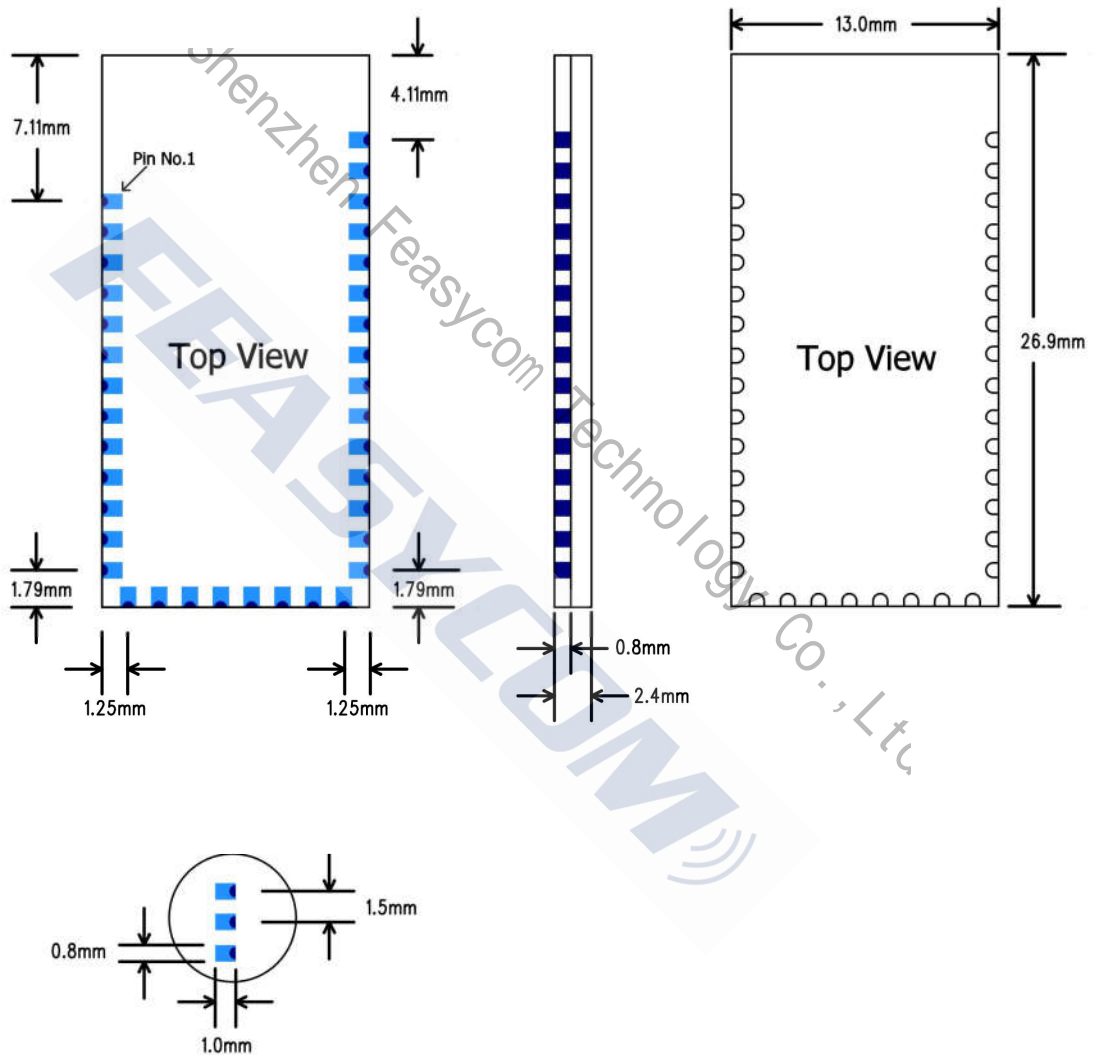 13.0mm
4.11mm
7.11mm
Pin No.1
Top View
Top View
26.9mm
1.79mm
1.79mm
0.8mm
2.4mm
1.25mm
1.25mm
1.5mm
0.8mm
1.0mm
Shenzhen Feasycom Technology Co.,Ltd
FEASYCOM